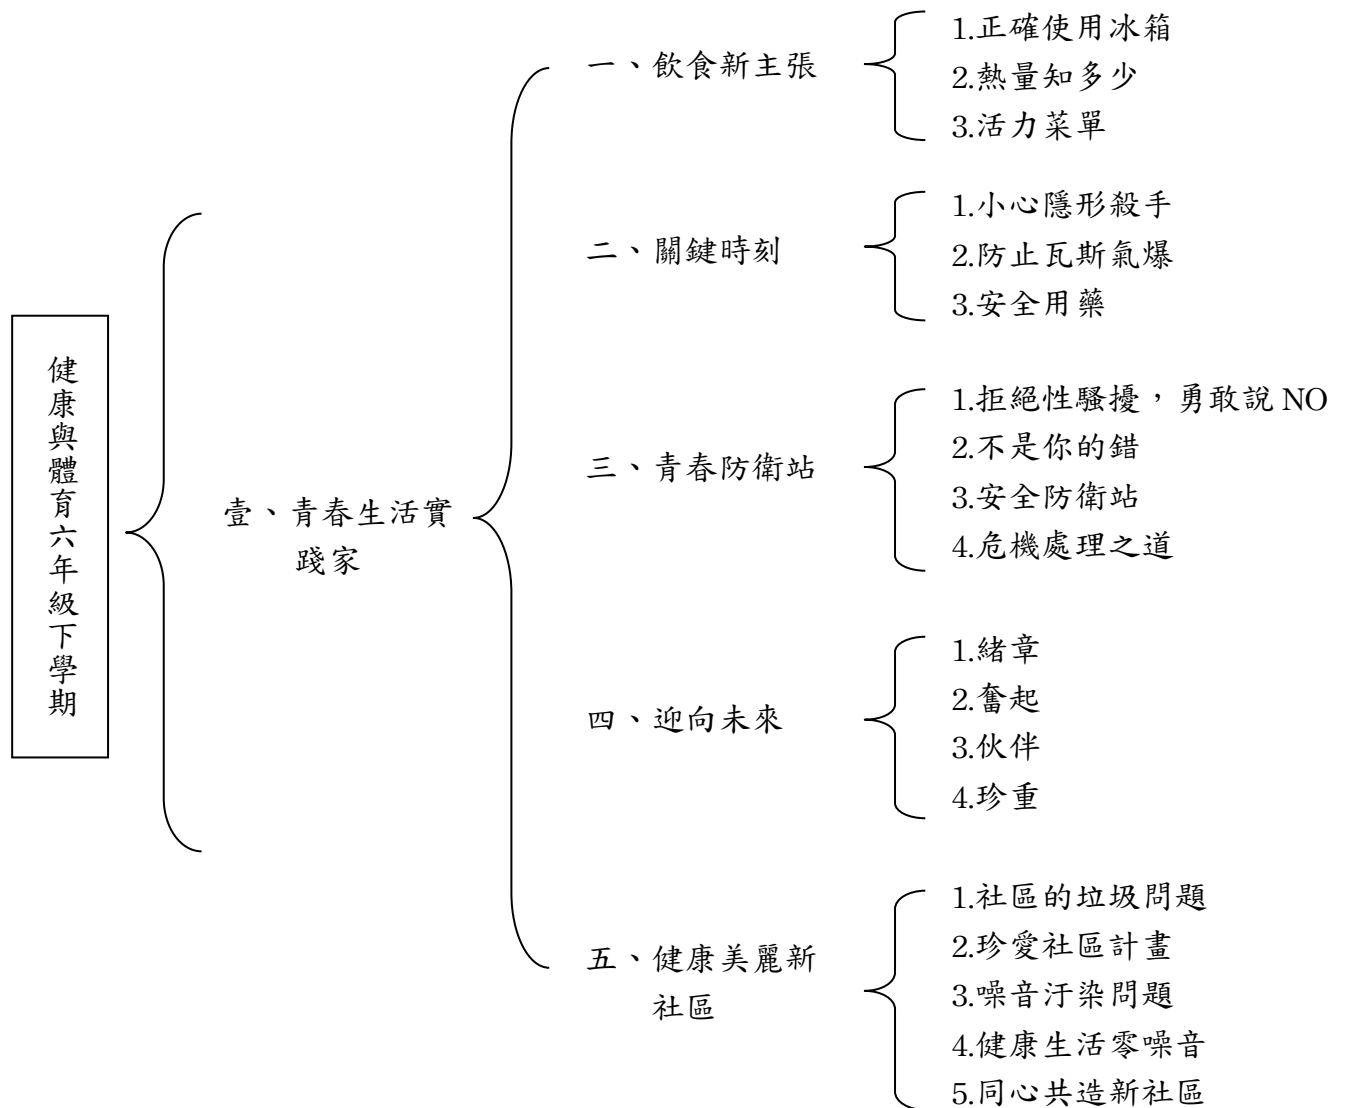 健康與體育六年級下學期
壹、青春生活實
踐家
一、飲食新主張
1.正確使用冰箱
2.熱量知多少
3.活力菜單
二、關鍵時刻
1.小心隱形殺手
2.防止瓦斯氣爆
3.安全用藥
三、青春防衛站
1.拒絕性騷擾，勇敢說 NO
2.不是你的錯
3.安全防衛站
4.危機處理之道
四、迎向未來
1.緒章
2.奮起
3.伙伴
4.珍重
五、健康美麗新
社區
1.社區的垃圾問題
2.珍愛社區計畫
3.噪音汙染問題
4.健康生活零噪音
5.同心共造新社區